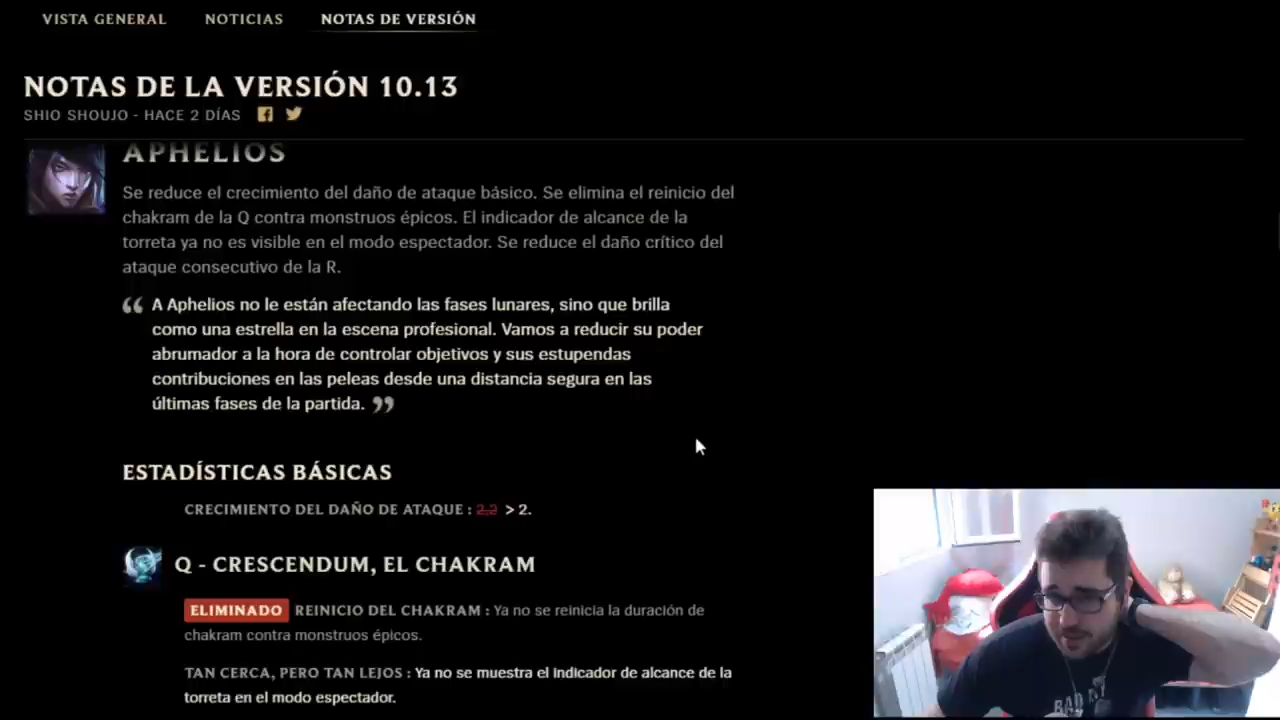 VISTA GENERAL NOTICIAS NOTAS DE VERSIÓN
NOTAS DE LA VERSIÓN 10.13
SHIO SHOUJO - HACE 2 DÍAS
APHELIOS
Se reduce el crecimiento del daño de ataque básico. Se elimina el reinicio del
chakram de la Q contra monstruos épicos. El indicador de alcance de la
torreta ya no es visible en el modo espectador. Se reduce el daño crítico del
ataque consecutivo de la R.
“ A Aphelios no le están afectando las fases lunares, sino que brilla
como una estrella en la escena profesional. Vamos a reducir su poder
abrumador a la hora de controlar objetivos y sus estupendas
contribuciones en las peleas desde una distancia segura en las
últimas fases de la partida. ”
ESTADÍSTICAS BÁSICAS
CRECIMIENTO DEL DAÑO DE ATAQUE : 2,2 > 2.
Q - CRESCENDUM, EL CHAKRAM
ELIMINADO REINICIO DEL CHAKRAM : Ya no se reinicia la duración de
chakram contra monstruos épicos.
TAN CERCA, PERO TAN LEJOS : Ya no se muestra el indicador de alcance de la
torreta en el modo espectador.
BAD